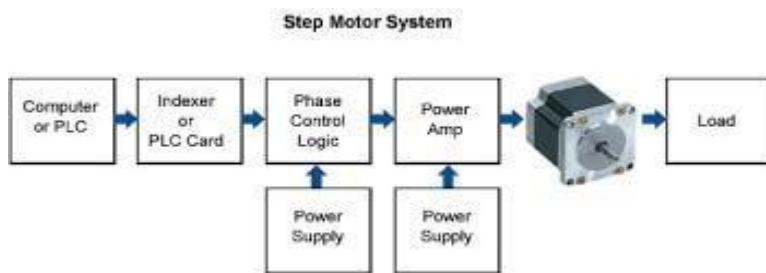 Step Motor System
Computer
or PLC
Indexer
or
PLC Card
Phase
Control
Logic
Power
Amp
Load
Power
Supply
Power
Supply